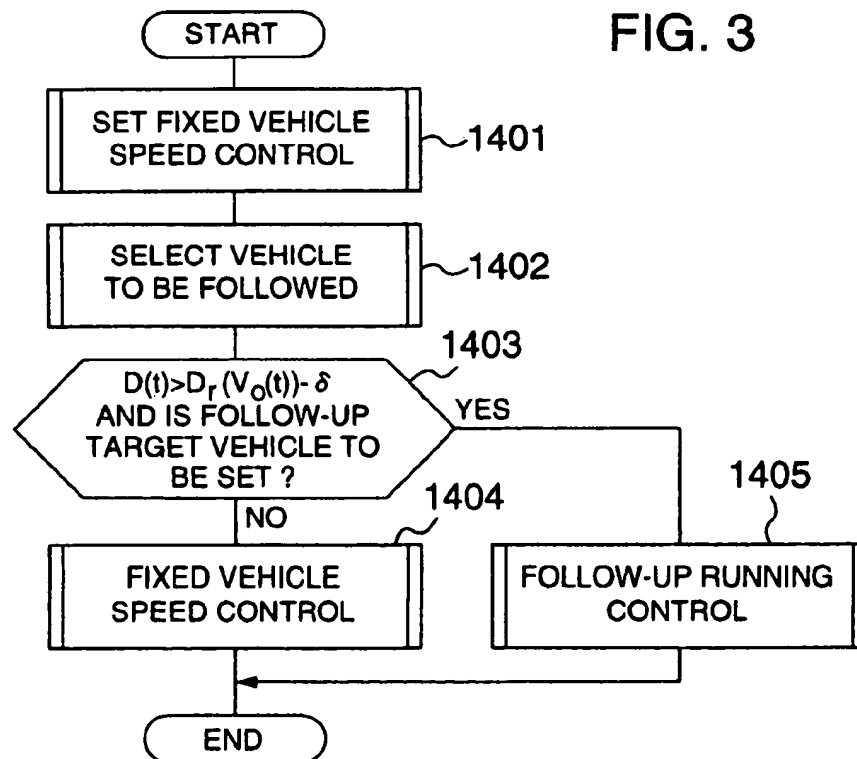 FIG. 3
START
SET FIXED VEHICLE
SPEED CONTROL
1401
SELECT VEHICLE
TO BE FOLLOWED
1402
1403
D(t)>Dr(Vo(t))-δ
AND IS FOLLOW-UP
TARGET VEHICLE TO
BE SET ?
YES
NO
1404
1405
FIXED VEHICLE
SPEED CONTROL
FOLLOW-UP RUNNING
CONTROL
END